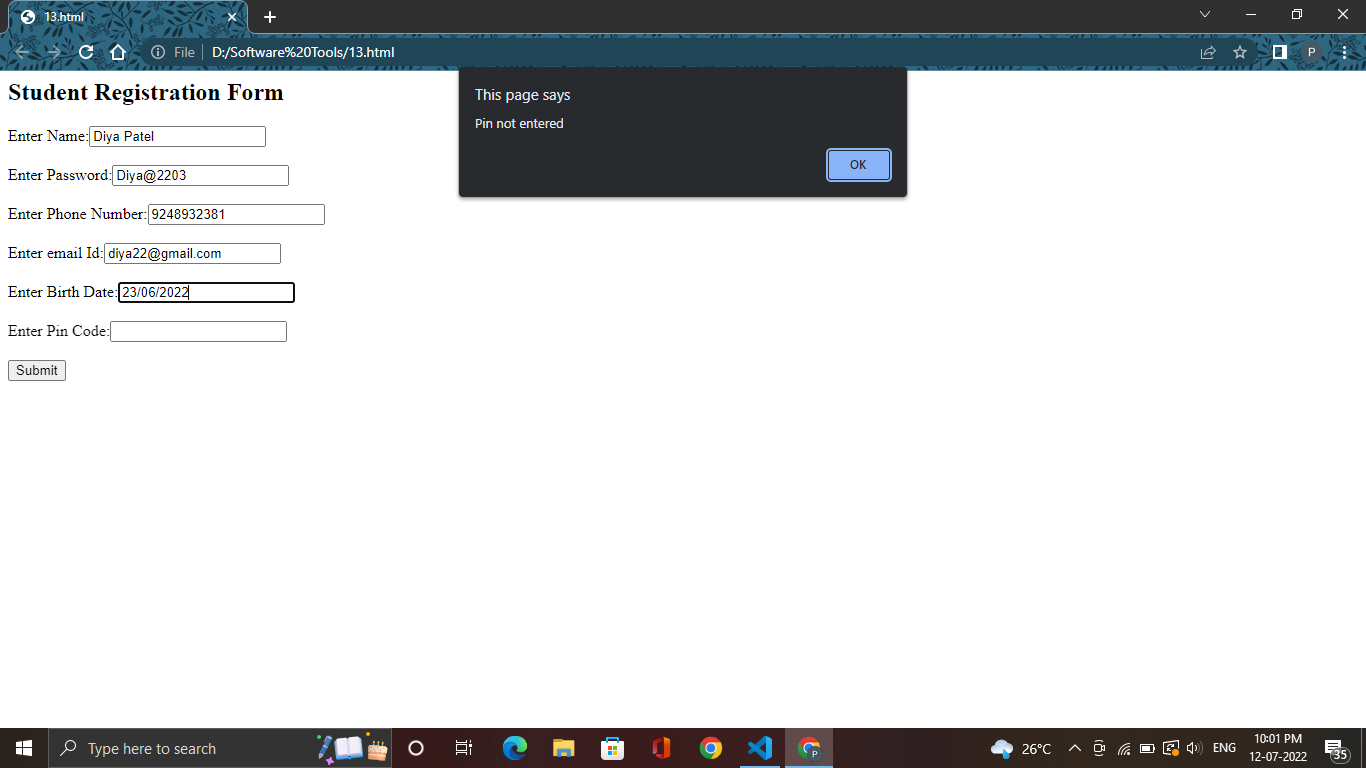 13.html
File D:/Software%20Tools/13.html
P
This page says
Pin not entered
OK
Student Registration Form
Enter Name: Diya Patel
Enter Password: Diya@2203
Enter Phone Number: 9248932381
Enter email Id: diya22@gmail.com
Enter Birth Date: 23/06/2022
Enter Pin Code:
Submit
Type here to search
P
26°C
ENG
10:01 PM
12-07-2022
35